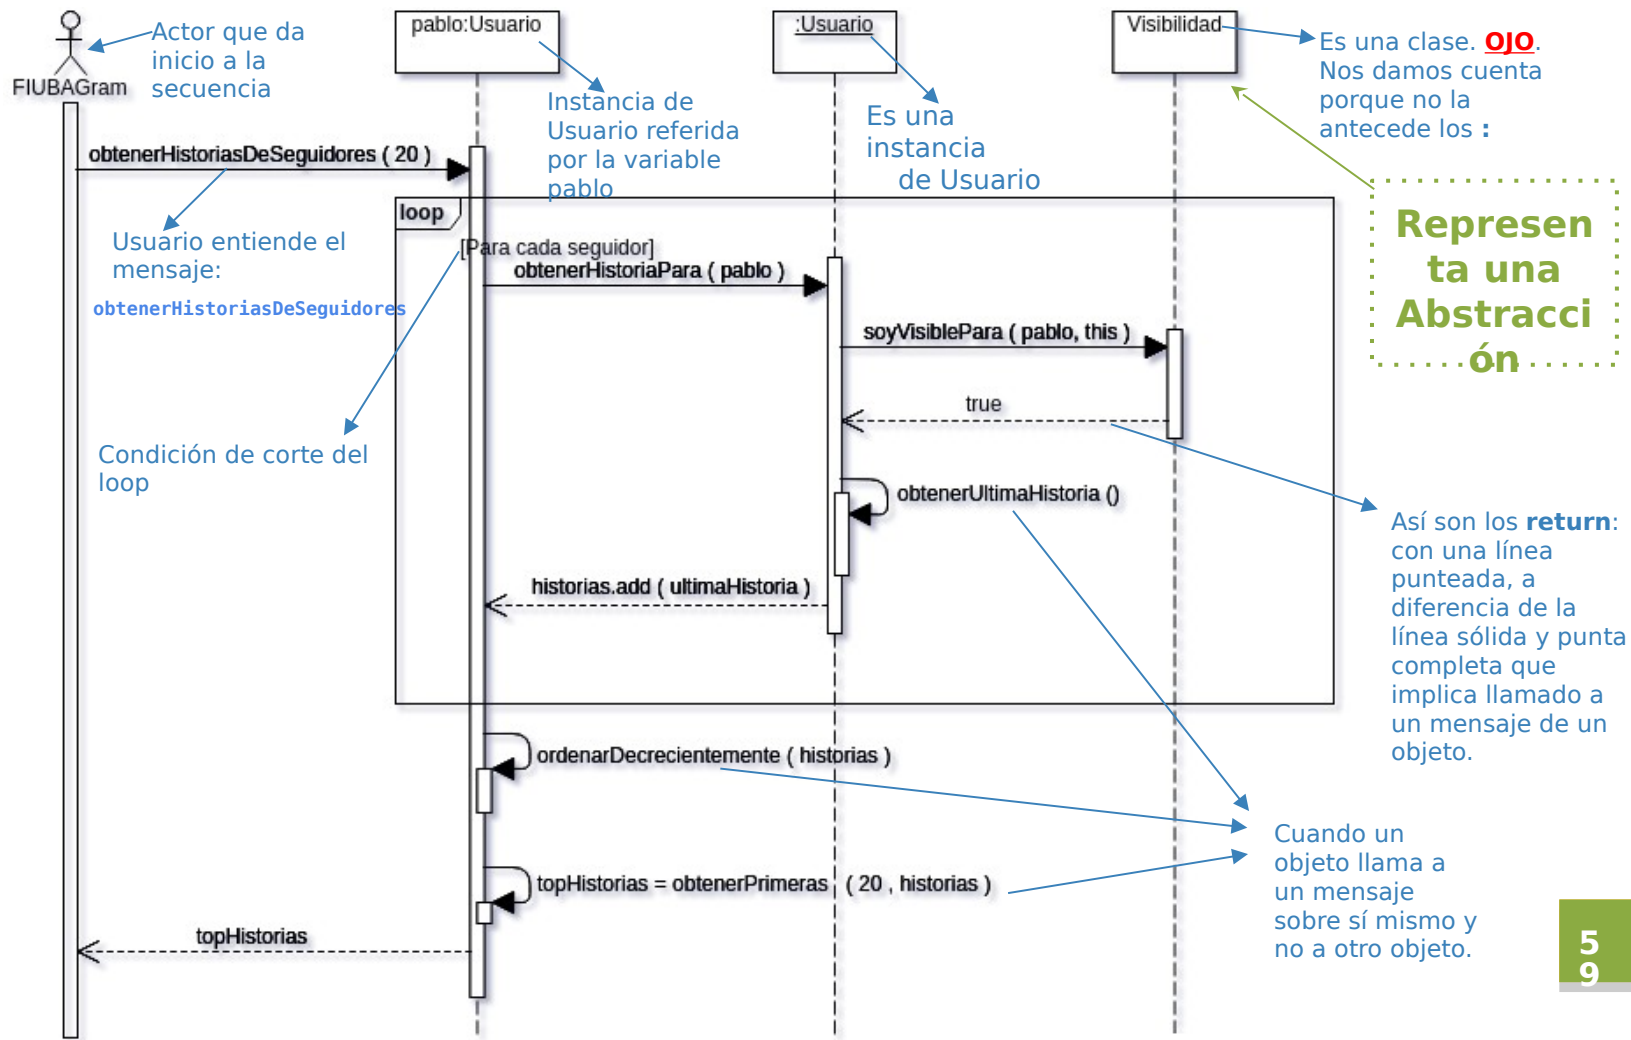 Actor que da
inicio a la
secuencia
FIUBAGram
pablo:Usuario
:Usuario
Visibilidad
Instancia de
Usuario referida
por la variable
pablo
Es una
instancia
de Usuario
Es una clase. OJO.
Nos damos cuenta
porque no la
antecede los :
Represen
ta una
Abstracci
ón
obtenerHistoriasDeSeguidores ( 20 )
Usuario entiende el
mensaje:
obtenerHistoriasDeSeguidores
loop
[Para cada seguidor]
obtenerHistoriaPara ( pablo )
soyVisiblePara ( pablo, this )
true
Condición de corte del
loop
obtenerUltimaHistoria ()
Así son los return:
con una línea
punteada, a
diferencia de la
línea sólida y punta
completa que
implica llamado a
un mensaje de un
objeto.
historias.add ( ultimaHistoria )
ordenarDecrecientemente ( historias )
topHistorias = obtenerPrimeras ( 20 , historias )
Cuando un
objeto llama a
un mensaje
sobre sí mismo y
no a otro objeto.
topHistorias
5
9